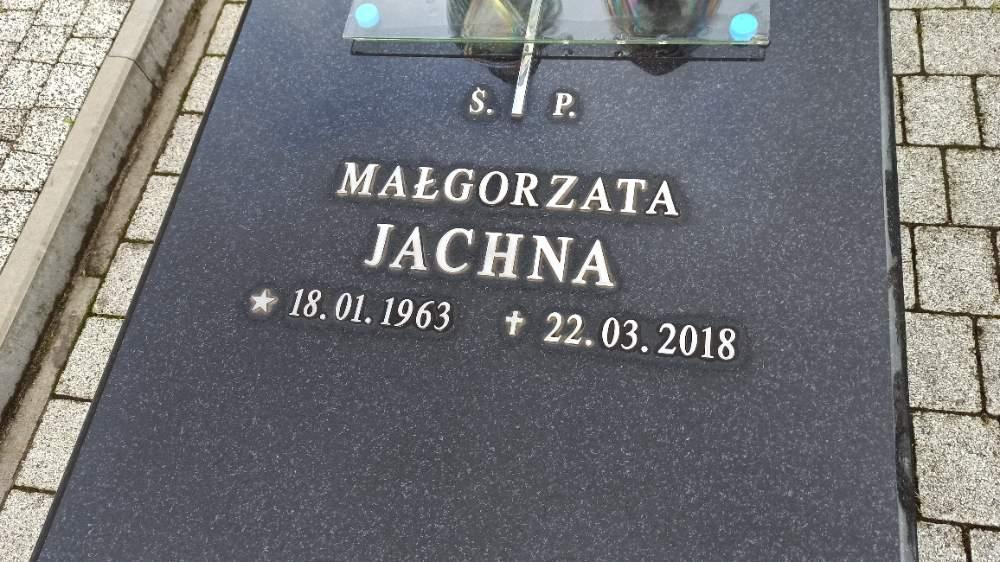 Ś. P.
MAŁGORZATA
JACHNA
18.01.1963 22.03.2018